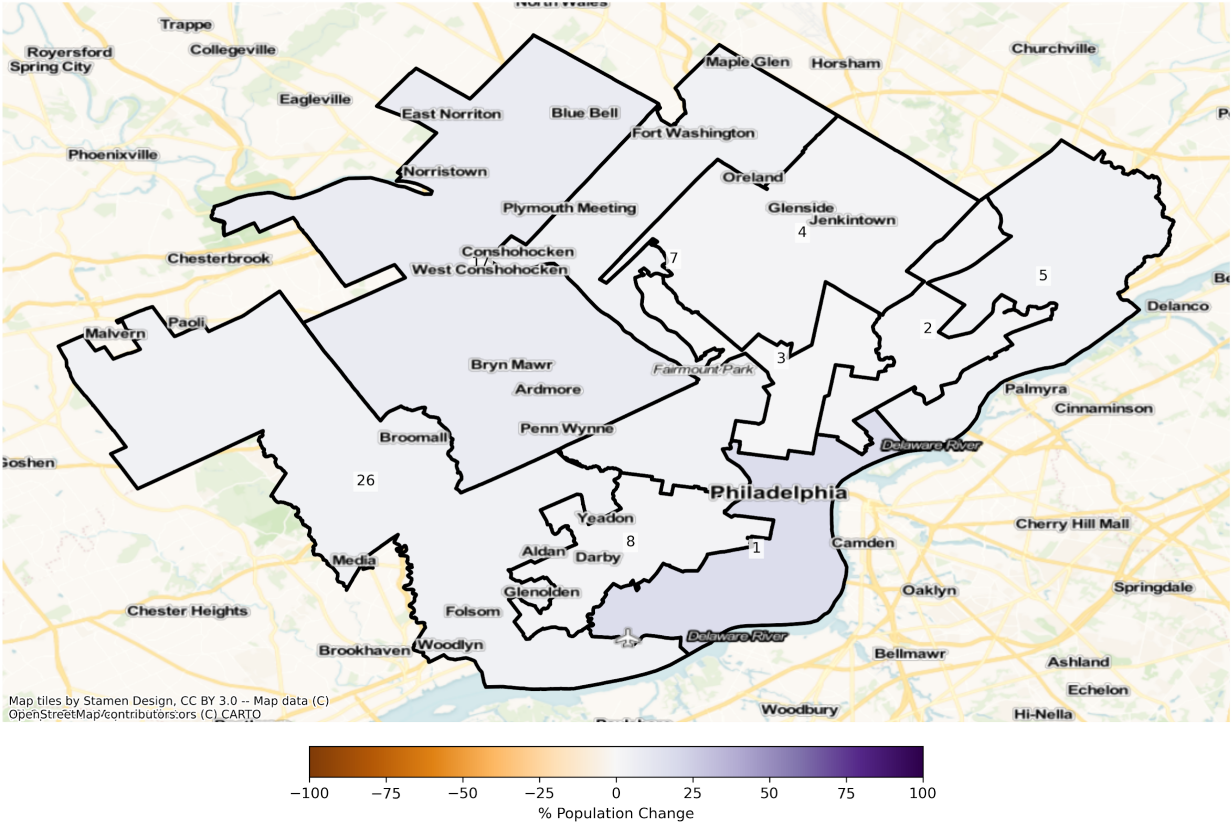 North Wales
Trappe
Churchville
Royersford
Collegeville
Maple Glen
Horsham
Spring City
Eagleville
East Norriton
Blue Bell
Fort Washington
Phoenixville
Norristown
Oreland
Plymouth Meeting
Glenside
Jenkintown
4
Conshohocken
Chesterbrook
17
7
West Conshohocken
5
Delanco
Paoli
Malvern
2
3
Bryn Mawr
Fairmount Park
Ardmore
Palmyra
Cinnaminson
Penn Wynne
Broomall
Delaware River
Goshen
26
Philadelphia
Yeadon
Cherry Hill Mall
8
1
Camden
Aldan
Darby
Media
Glenolden
Oaklyn
Springdale
Chester Heights
Folsom
Delaware River
Woodlyn
Brookhaven
Bellmawr
Ashland
Echelon
Map tiles by Stamen Design, CC BY 3.0 -- Map data (C)
Woodbury
OpenStreetMap contributors (C) CARTO
Hi-Nella
−100 −75 −50 −25 0 25 50 75 100
% Population Change